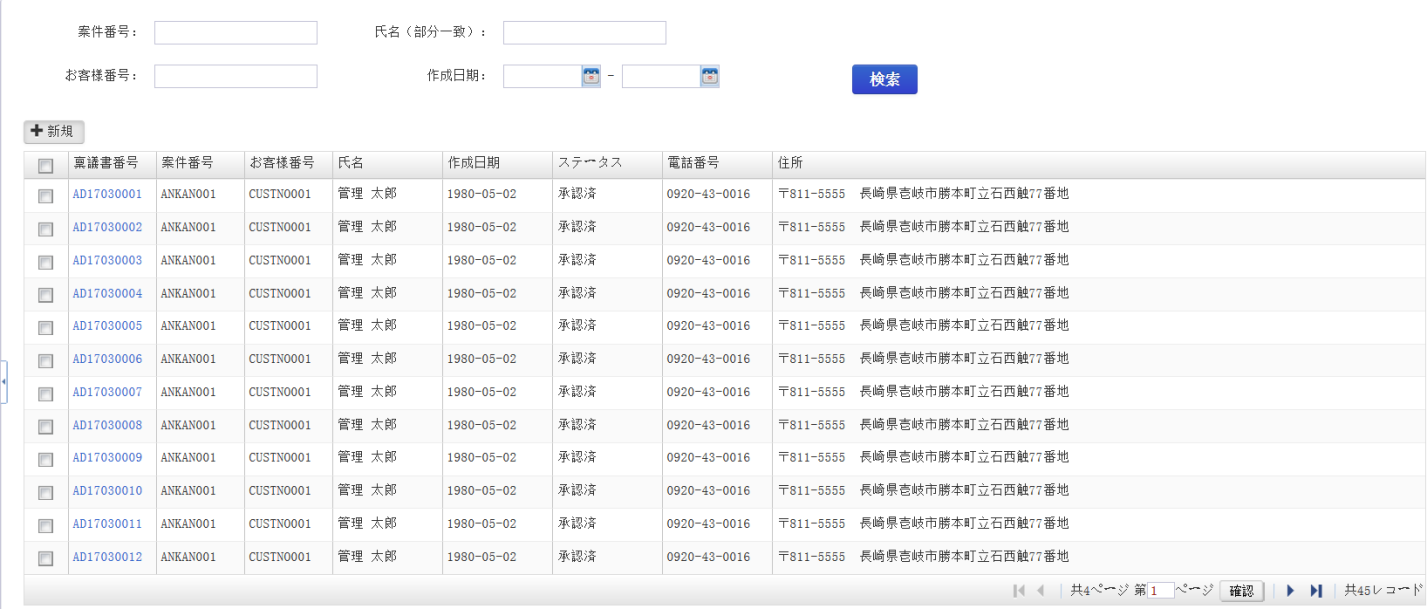 案件番号： 氏名（部分一致）：
お客様番号： 作成日期： - 検索
新規
稟議書番号 案件番号 お客様番号 氏名 作成日期 ステータス 電話番号 住所
AD17030001 ANKAN001 CUSTNO001 管理 太郎 1980-05-02 承認済 0920-43-0016 〒811-5555 長崎県壱岐市勝本町立石西触77番地
AD17030002 ANKAN001 CUSTNO001 管理 太郎 1980-05-02 承認済 0920-43-0016 〒811-5555 長崎県壱岐市勝本町立石西触77番地
AD17030003 ANKAN001 CUSTNO001 管理 太郎 1980-05-02 承認済 0920-43-0016 〒811-5555 長崎県壱岐市勝本町立石西触77番地
AD17030004 ANKAN001 CUSTNO001 管理 太郎 1980-05-02 承認済 0920-43-0016 〒811-5555 長崎県壱岐市勝本町立石西触77番地
AD17030005 ANKAN001 CUSTNO001 管理 太郎 1980-05-02 承認済 0920-43-0016 〒811-5555 長崎県壱岐市勝本町立石西触77番地
AD17030006 ANKAN001 CUSTNO001 管理 太郎 1980-05-02 承認済 0920-43-0016 〒811-5555 長崎県壱岐市勝本町立石西触77番地
AD17030007 ANKAN001 CUSTNO001 管理 太郎 1980-05-02 承認済 0920-43-0016 〒811-5555 長崎県壱岐市勝本町立石西触77番地
AD17030008 ANKAN001 CUSTNO001 管理 太郎 1980-05-02 承認済 0920-43-0016 〒811-5555 長崎県壱岐市勝本町立石西触77番地
AD17030009 ANKAN001 CUSTNO001 管理 太郎 1980-05-02 承認済 0920-43-0016 〒811-5555 長崎県壱岐市勝本町立石西触77番地
AD17030010 ANKAN001 CUSTNO001 管理 太郎 1980-05-02 承認済 0920-43-0016 〒811-5555 長崎県壱岐市勝本町立石西触77番地
AD17030011 ANKAN001 CUSTNO001 管理 太郎 1980-05-02 承認済 0920-43-0016 〒811-5555 長崎県壱岐市勝本町立石西触77番地
AD17030012 ANKAN001 CUSTNO001 管理 太郎 1980-05-02 承認済 0920-43-0016 〒811-5555 長崎県壱岐市勝本町立石西触77番地
共4ページ 第1ページ 確認 共45レコード